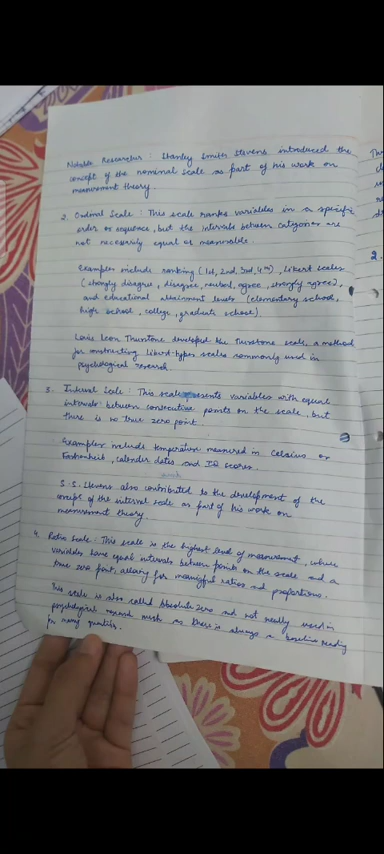 Notable Researcher : Stanley Smith Stevens introduced the
concept of the nominal scale as part of his work on
measurement theory.
2. Ordinal Scale : This scale ranks variables in a specific
order or sequence, but the intervals between categories are
not necessarily equal or measurable.
Examples include ranking (1st, 2nd, 3rd, 4th), Likert scales
(strongly disagree, disagree, neutral, agree, strongly agree),
and educational attainment levels (elementary school,
high school, college, graduate school).
Louis Leon Thurstone developed the Thurstone scale, a method
for constructing likert-types scales commonly used in
psychological research.
3. Interval Scale : This scale presents variables with equal
intervals between consecutive points on the scale, but
there is no true zero point.
Examples include temperature measured in Celsius or
Fahrenheit, calender dates and IQ scores.
S.S. Stevens also contributed to the development of the
concept of the interval scale as part of his work on
measurement theory.
4. Ratio Scale : This scale is the highest level of measurement, where
variables have equal intervals between points on the scale and a
true zero point, allowing for meaningful ratios and proportions.
This scale is also called Absolute Zero and not really used in
psychological research as there is always a baseline reading
for many
2.